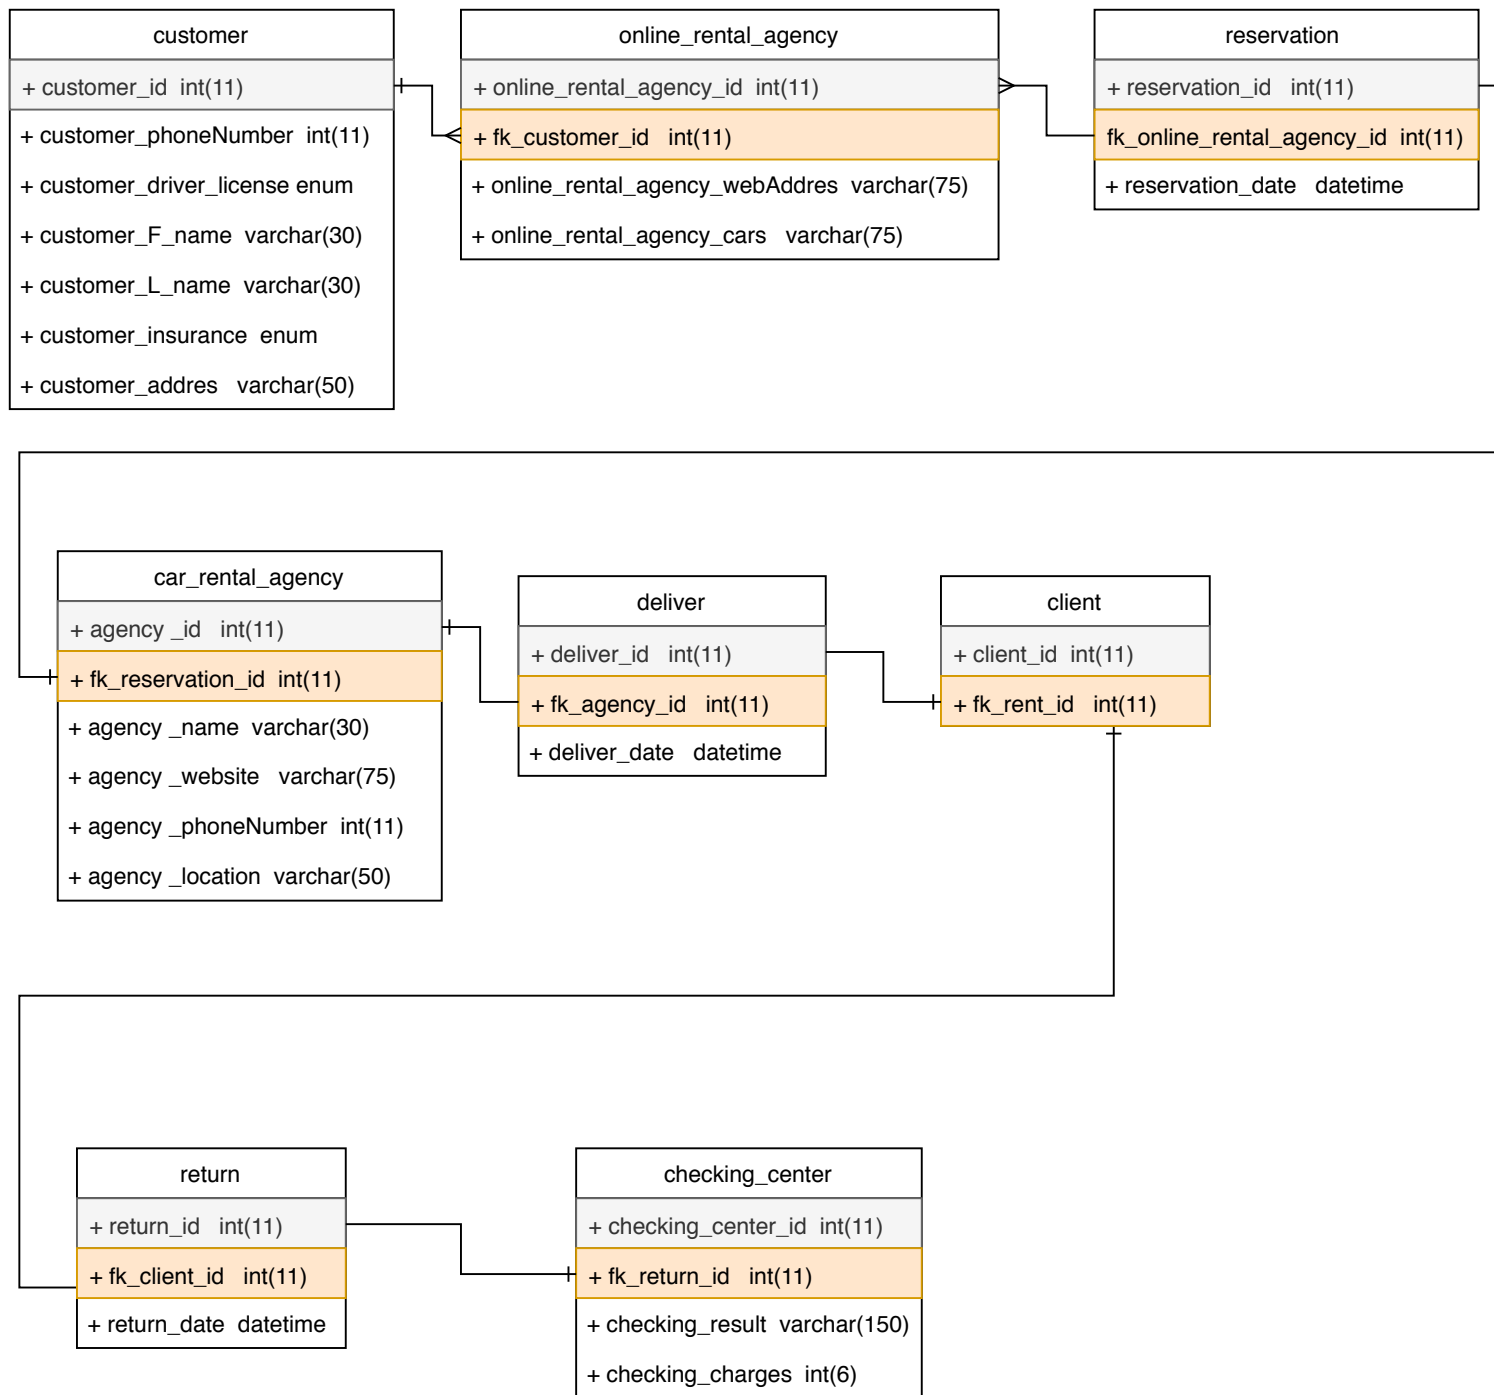 customer
+ customer_id int(11)
+ customer_phoneNumber int(11)
+ customer_driver_license enum
+ customer_F_name varchar(30)
+ customer_L_name varchar(30)
+ customer_insurance enum
+ customer_addres varchar(50)
online_rental_agency
+ online_rental_agency_id int(11)
+ fk_customer_id int(11)
+ online_rental_agency_webAddres varchar(75)
+ online_rental_agency_cars varchar(75)
reservation
+ reservation_id int(11)
fk_online_rental_agency_id int(11)
+ reservation_date datetime
car_rental_agency
+ agency _id int(11)
+ fk_reservation_id int(11)
+ agency _name varchar(30)
+ agency _website varchar(75)
+ agency _phoneNumber int(11)
+ agency _location varchar(50)
deliver
+ deliver_id int(11)
+ fk_agency_id int(11)
+ deliver_date datetime
client
+ client_id int(11)
+ fk_rent_id int(11)
return
+ return_id int(11)
+ fk_client_id int(11)
+ return_date datetime
checking_center
+ checking_center_id int(11)
+ fk_return_id int(11)
+ checking_result varchar(150)
+ checking_charges int(6)